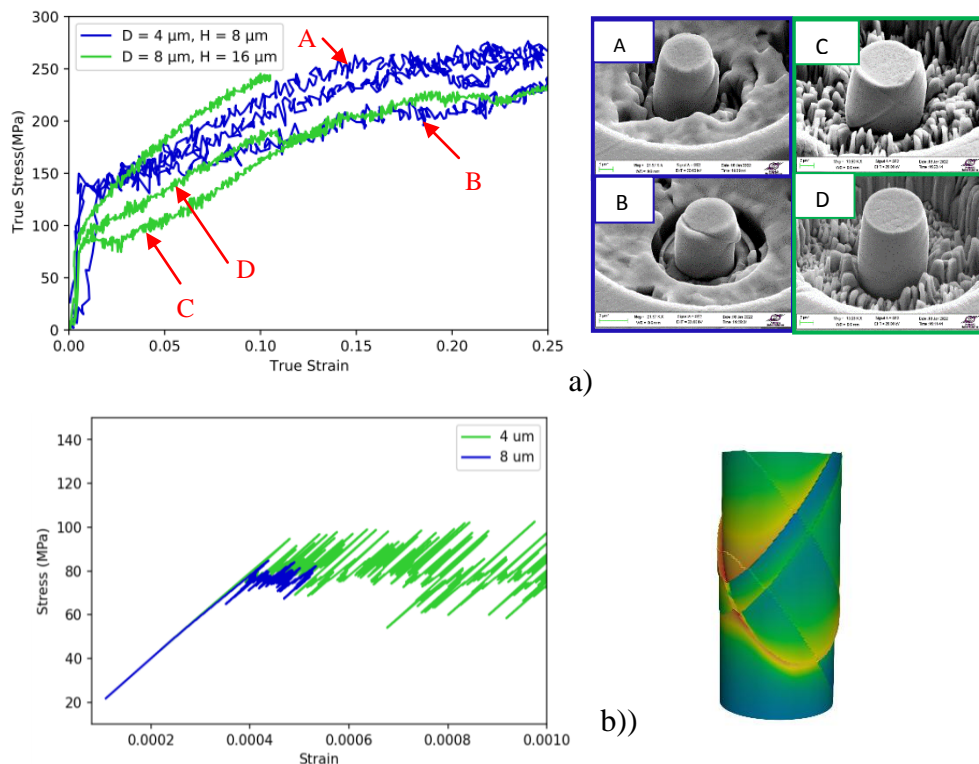 300
250
200
150
100
50
0
True Stress(MPa)
D = 4 µm, H = 8 µm
D = 8 µm, H = 16 µm
A
B
D
C
0.00 0.05 0.10 0.15 0.20 0.25
True Strain
A
C
B
D
a)
140
120
100
80
60
40
20
Stress (MPa)
4 um
8 um
0.0002 0.0004 0.0006 0.0008 0.0010
Strain
b))